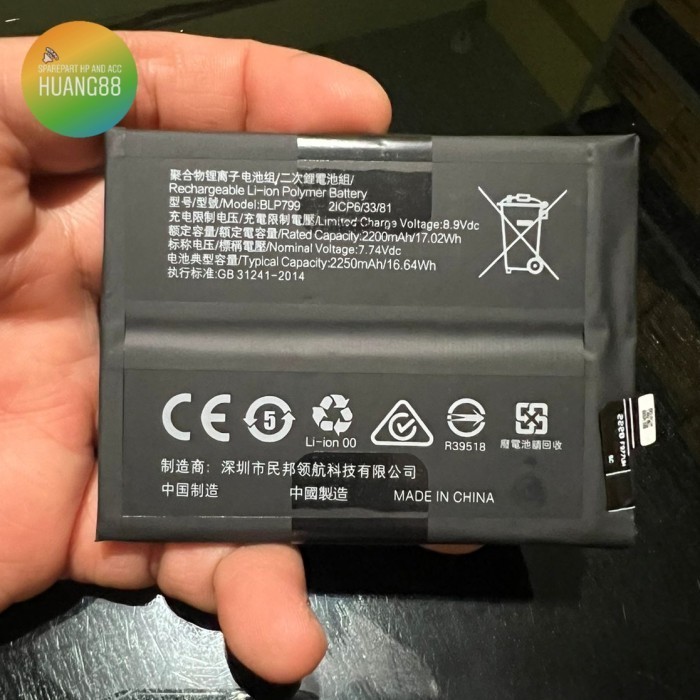 SPAREPART HP AND ACC
HUANG88
聚合物锂离子电池组/二次鋰電池組/
Rechargeable Li-ion Polymer Battery
型号/型號/Model:BLP799 2ICP6/33/81
充电限制电压/充電限制電壓/Limited Charge Voltage:8.9Vdc
额定容量/額定容量/Rated Capacity:2200mAh/17.02Wh
标称电压/標稱電壓/Nominal Voltage:7.74Vdc
电池典型容量/Typical Capacity:2250mAh/16.64Wh
执行标准:GB 31241-2014
CE 5
Li-ion 00 R39518 廢電池請回收
制造商：深圳市民邦领航科技有限公司
中国制造 中國製造 MADE IN CHINA